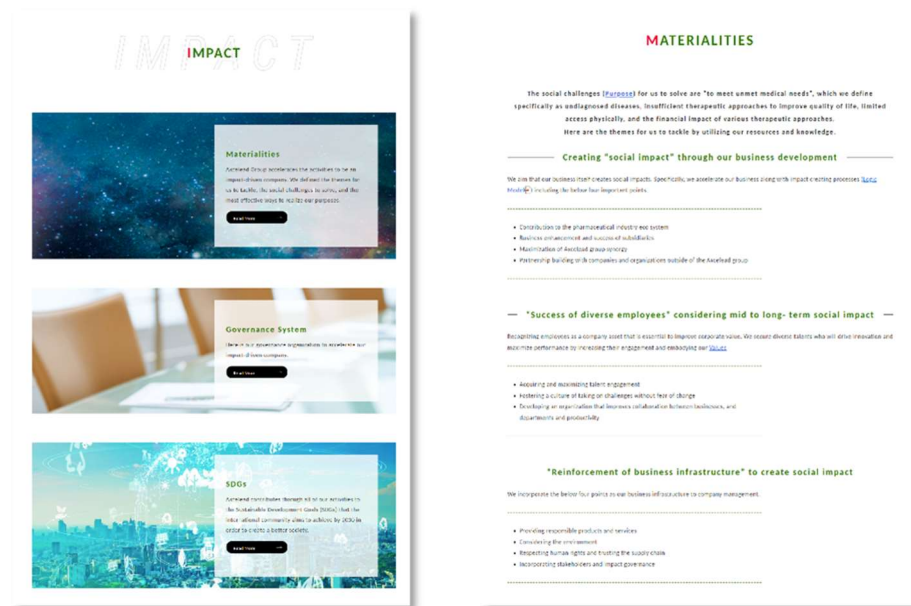 IMPACT
IMPACT
Materialities
Axcelead Group accelerates the activities to be an
impact-driven company. We defined the themes for
us to tackle, the social challenges to solve, and the
most effective ways to realize our purposes.
Read More
Governance System
Here is our governance organizations to accelerate our
impact-driven company.
Read More
SDGs
Axcelead contributes through all of our activities to
the Sustainable Development Goals (SDGs) that the
international community aims to achieve by 2030 in
order to create a better society.
Read More
MATERIALITIES
The social challenges (Purpose) for us to solve are "to meet unmet medical needs", which we define
specifically as undiagnosed diseases, insufficient therapeutic approaches to improve quality of life, limited
access physically, and the financial impact of various therapeutic approaches.
Here are the themes for us to tackle by utilizing our resources and knowledge.
Creating "social impact" through our business development
We aim that our business itself creates social impacts. Specifically, we accelerate our business along with impact creating processes (Logic
Model) including the below four important points.
• Contribution to the pharmaceutical industry eco system
• Business enhancement and success of subsidiaries
• Maximization of Axcelead group synergy
• Partnership building with companies and organizations outside of the Axcelead group
"Success of diverse employees" considering mid to long- term social impact
Recognizing employees as a company asset that is essential to improve corporate value. We secure diverse talents who will drive innovation and
maximize performance by increasing their engagement and embodying our Values
• Acquiring and maximizing talent engagement
• Fostering a culture of taking on challenges without fear of change
• Developing an organization that improves collaboration between businesses, and
departments and productivity
"Reinforcement of business infrastructure" to create social impact
We incorporate the below four points as our business infrastructure to company management.
• Providing responsible products and services
• Considering the environment
• Respecting human rights and trusting the supply chain
• Incorporating stakeholders and impact governance